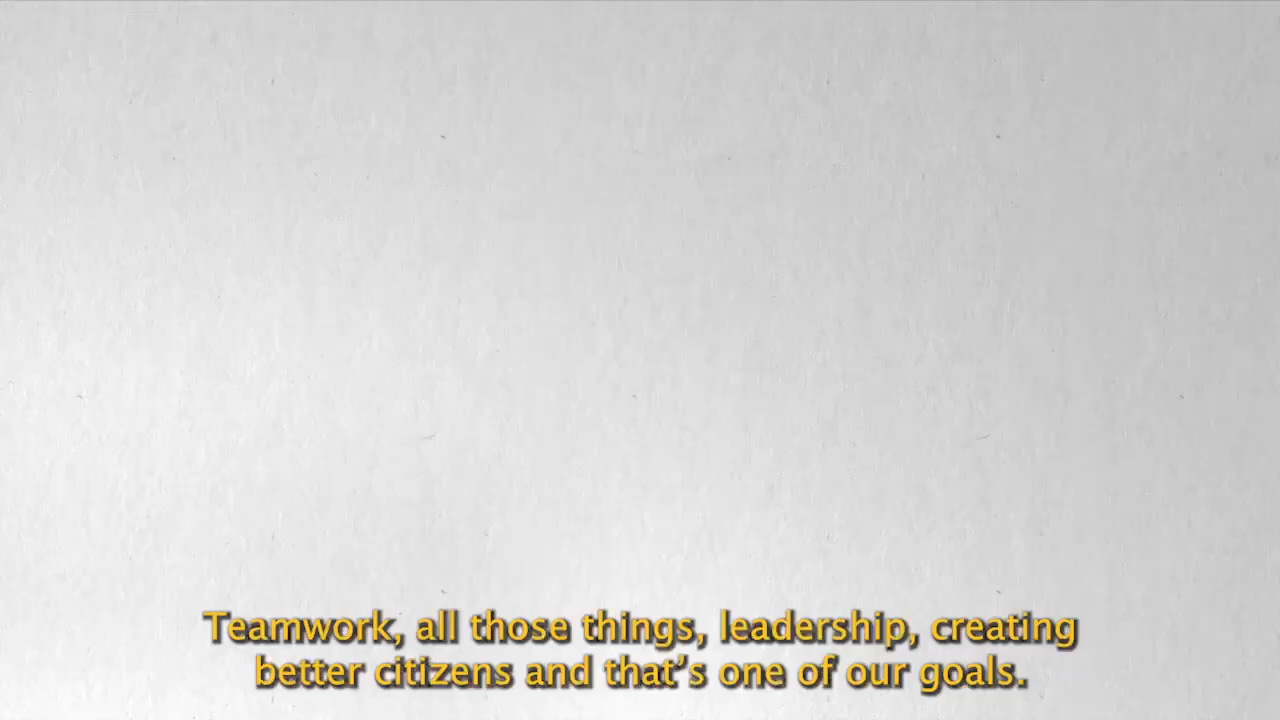 Teamwork, all those things, leadership, creating
better citizens and that’s one of our goals.